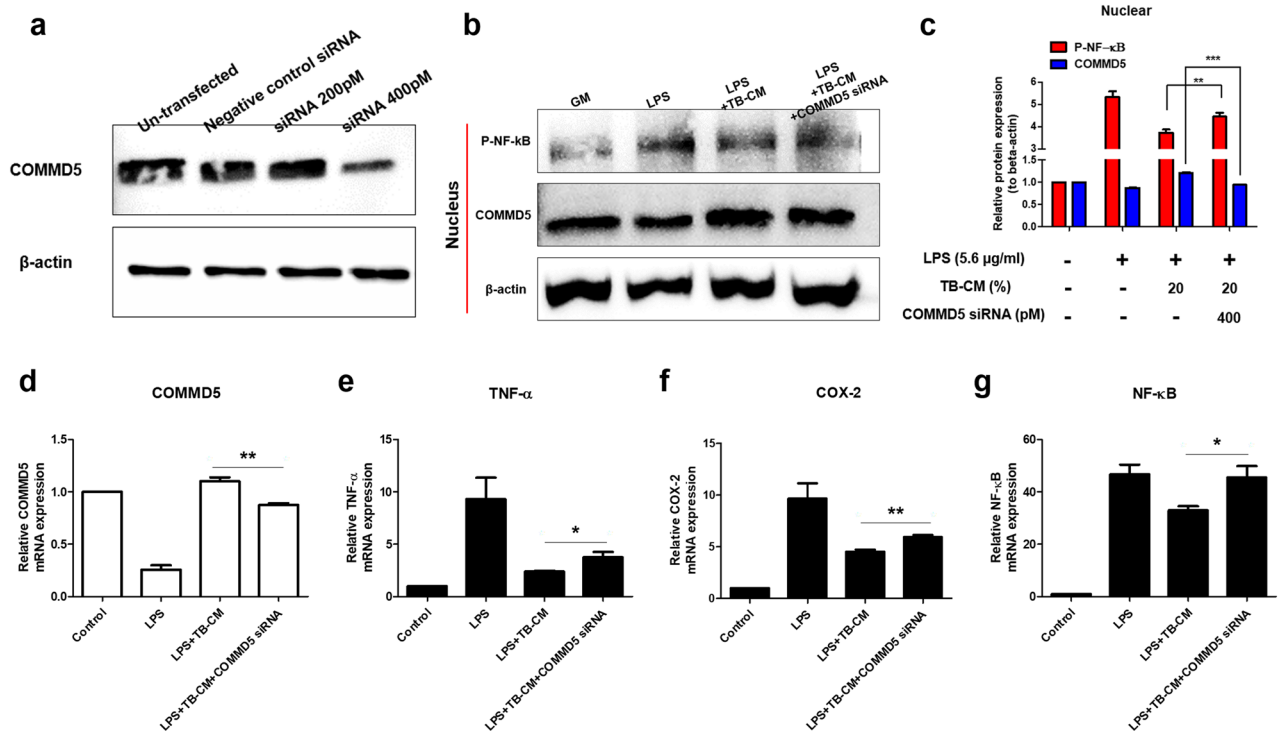 a
Un-transfected
Negative control siRNA
siRNA 200pM
siRNA 400pM
COMMD5
β-actin
b
GM
LPS
LPS
+TB-CM
LPS
+TB-CM
+COMMD5 siRNA
Nucleus
P-NF-kB
COMMD5
β-actin
c
Nuclear
P-NF-κB
COMMD5
Relative protein expression
(to beta-actin)
6
5
4
3
1.0
0.5
0.0
**
***
LPS (5.6 µg/ml)
- + + +
TB-CM (%)
- - 20 20
COMMD5 siRNA (pM)
- - - 400
d
COMMD5
Relative COMMD5
mRNA expression
1.5
1.0
0.5
0.0
**
Control
LPS
LPS+TB-CM
LPS+TB-CM+COMMD5 siRNA
e
TNF-α
Relative TNF-α
mRNA expression
15
10
5
0
*
Control
LPS
LPS+TB-CM
LPS+TB-CM+COMMD5 siRNA
f
COX-2
Relative COX-2
mRNA expression
15
10
5
0
**
Control
LPS
LPS+TB-CM
LPS+TB-CM+COMMD5 siRNA
g
NF-κB
Relative NF-κB
mRNA expression
60
40
20
0
*
Control
LPS
LPS+TB-CM
LPS+TB-CM+COMMD5 siRNA